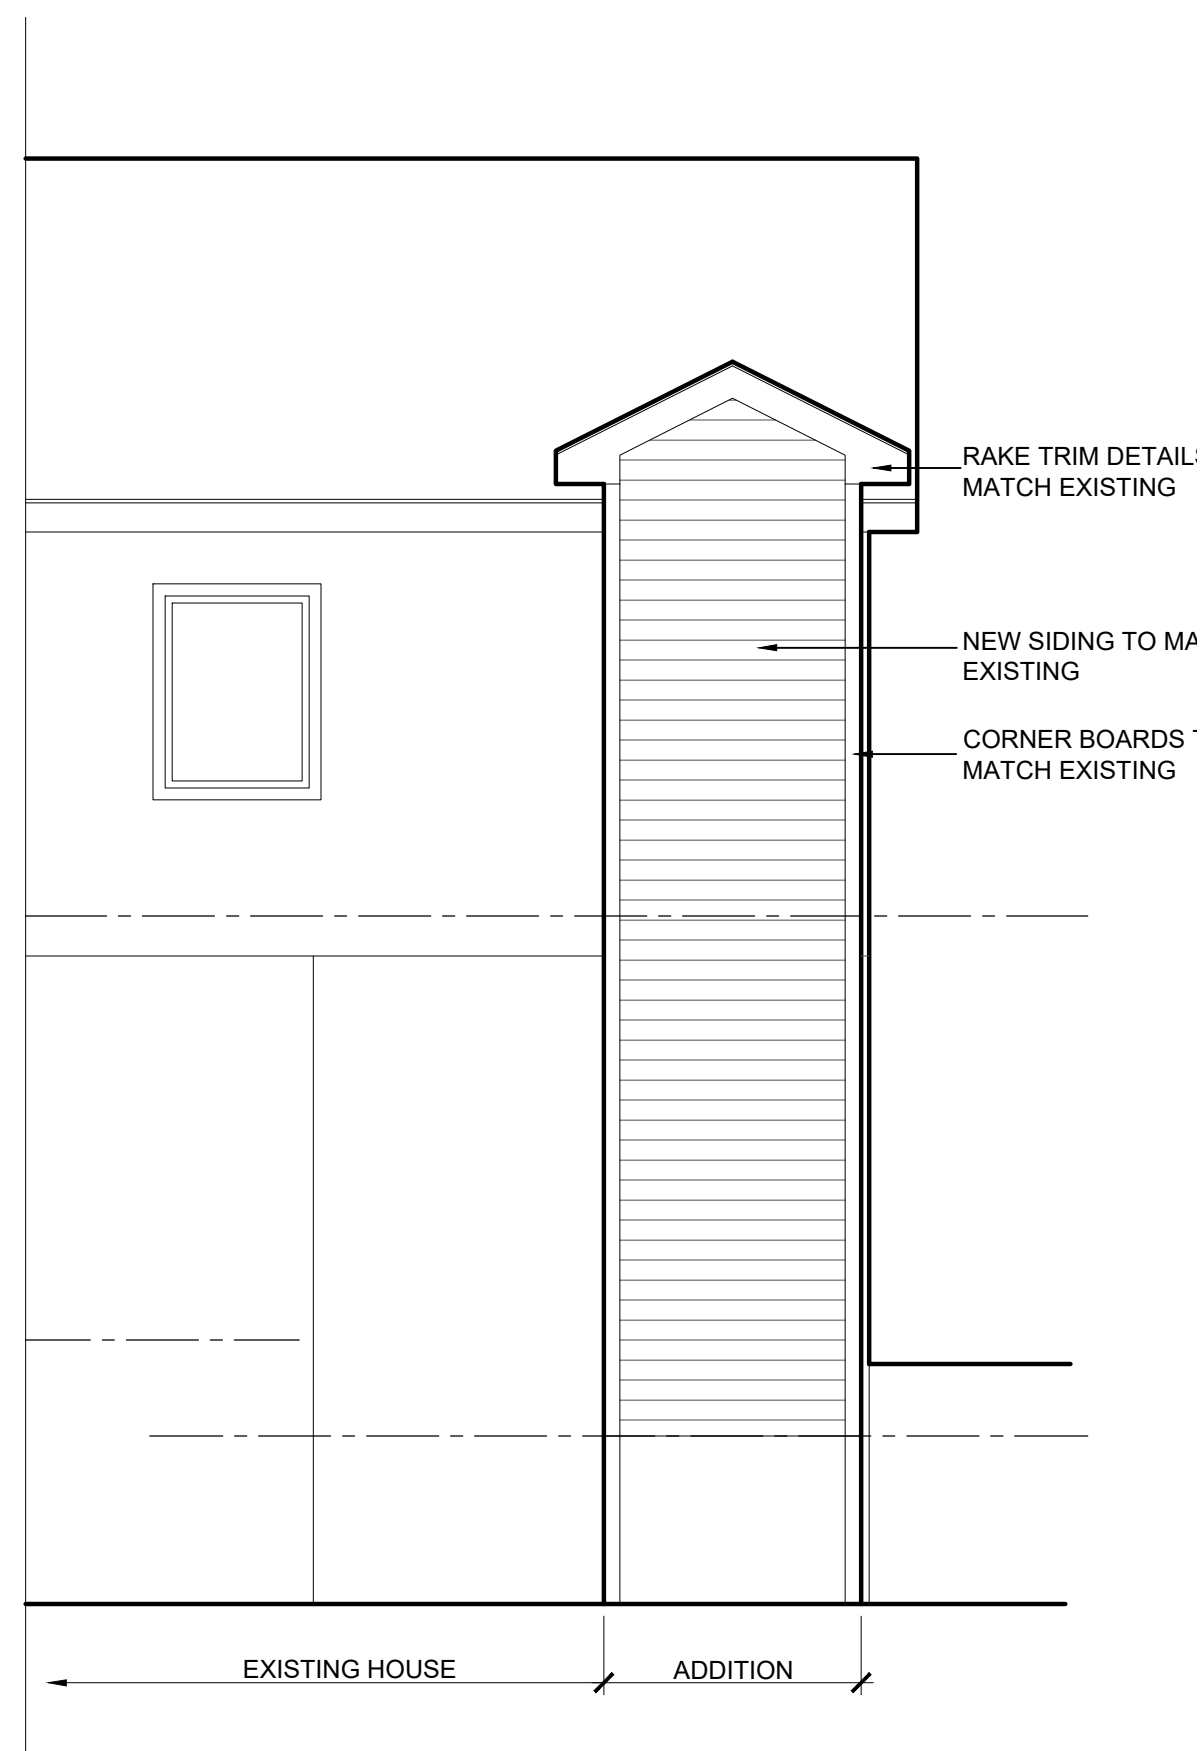 RAKE TRIM DETAILS
MATCH EXISTING
NEW SIDING TO MA
EXISTING
CORNER BOARDS T
MATCH EXISTING
EXISTING HOUSE
ADDITION